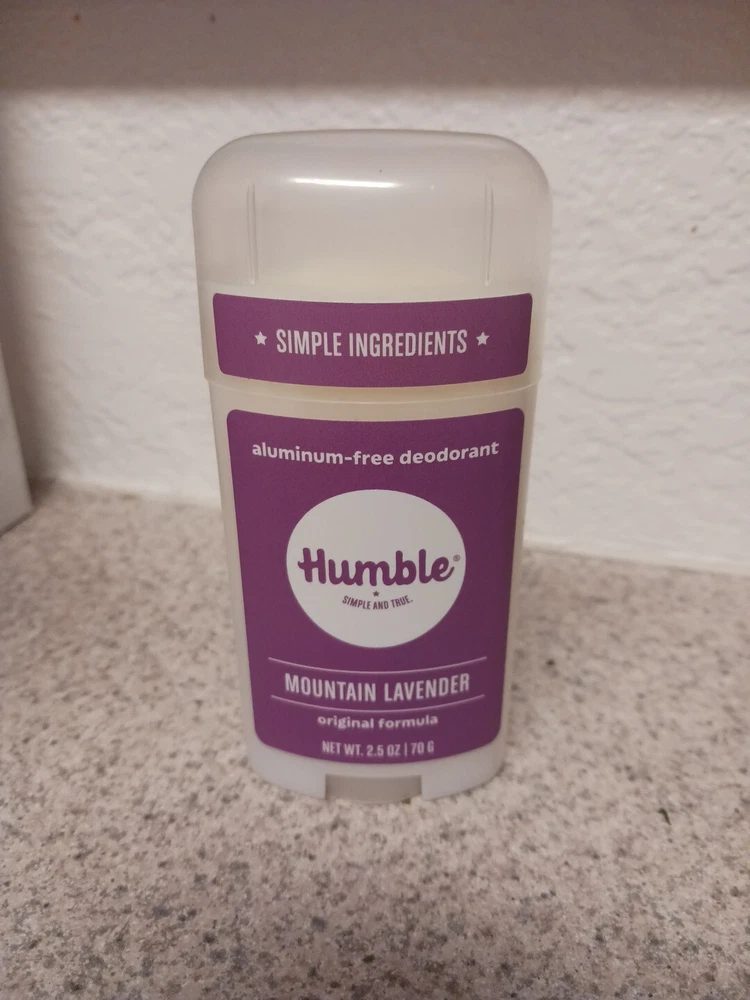 ★ SIMPLE INGREDIENTS ★
aluminum-free deodorant
Humble®
★
SIMPLE AND TRUE.
MOUNTAIN LAVENDER
original formula
NET WT. 2.5 OZ | 70 G